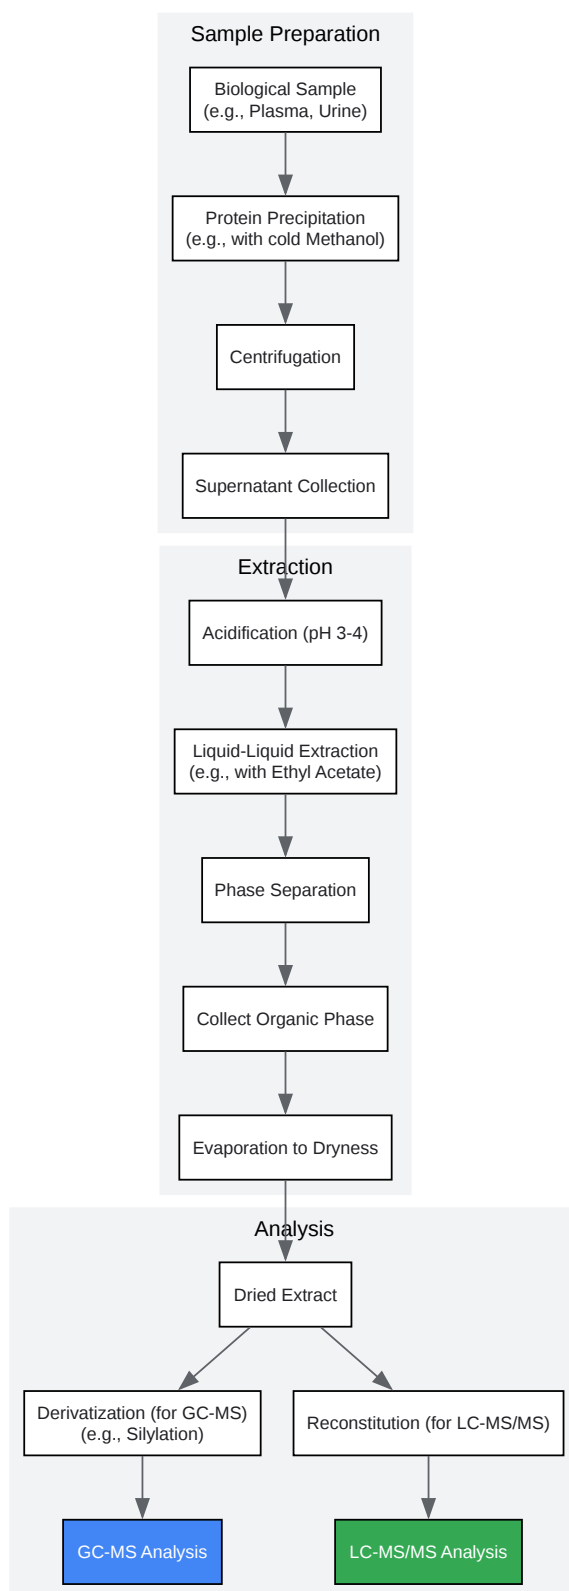 Sample Preparation
Biological Sample
(e.g., Plasma, Urine)
Protein Precipitation
(e.g., with cold Methanol)
Centrifugation
Supernatant Collection
Extraction
Acidification (pH 3-4)
Liquid-Liquid Extraction
(e.g., with Ethyl Acetate)
Phase Separation
Collect Organic Phase
Evaporation to Dryness
Analysis
Dried Extract
Derivatization (for GC-MS)
(e.g., Silylation)
Reconstitution (for LC-MS/MS)
GC-MS Analysis
LC-MS/MS Analysis